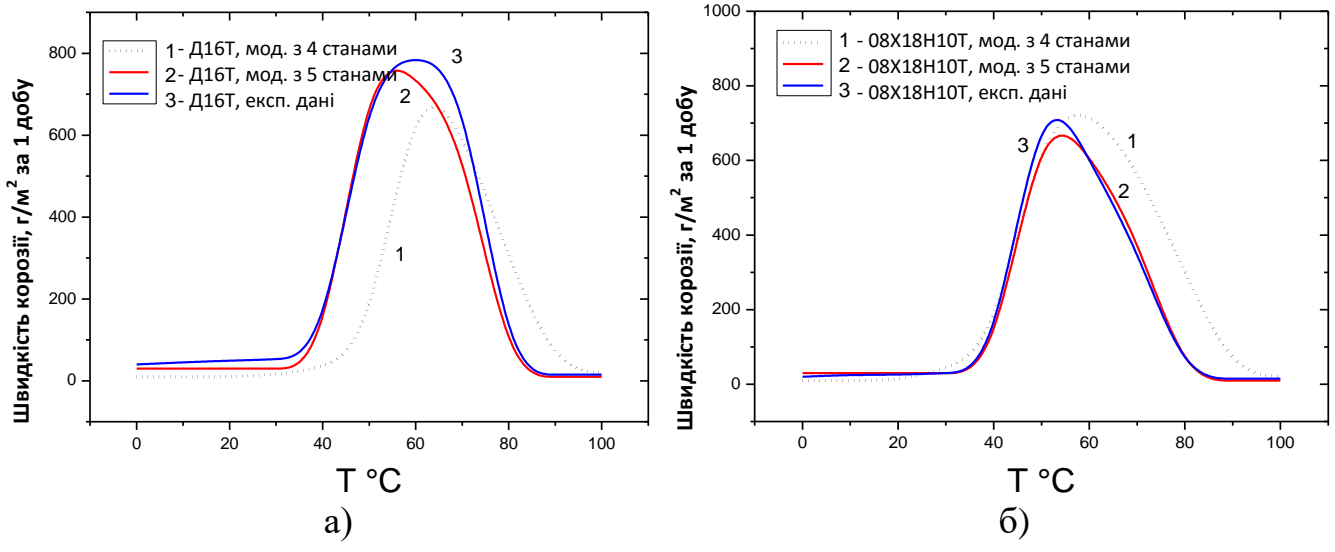 1 - Д16Т, мод. з 4 станами
2 - Д16Т, мод. з 5 станами
3 - Д16Т, експ. дані
800
600
400
200
0
Швидкість корозії, г/м² за 1 добу
1
2
3
0 20 40 60 80 100
T °C
а)
1 - 08Х18Н10Т, мод. з 4 станами
2 - 08Х18Н10Т, мод. з 5 станами
3 - 08Х18Н10Т, експ. дані
1000
800
600
400
200
0
Швидкість корозії, г/м² за 1 добу
3
1
2
0 20 40 60 80 100
T °C
б)